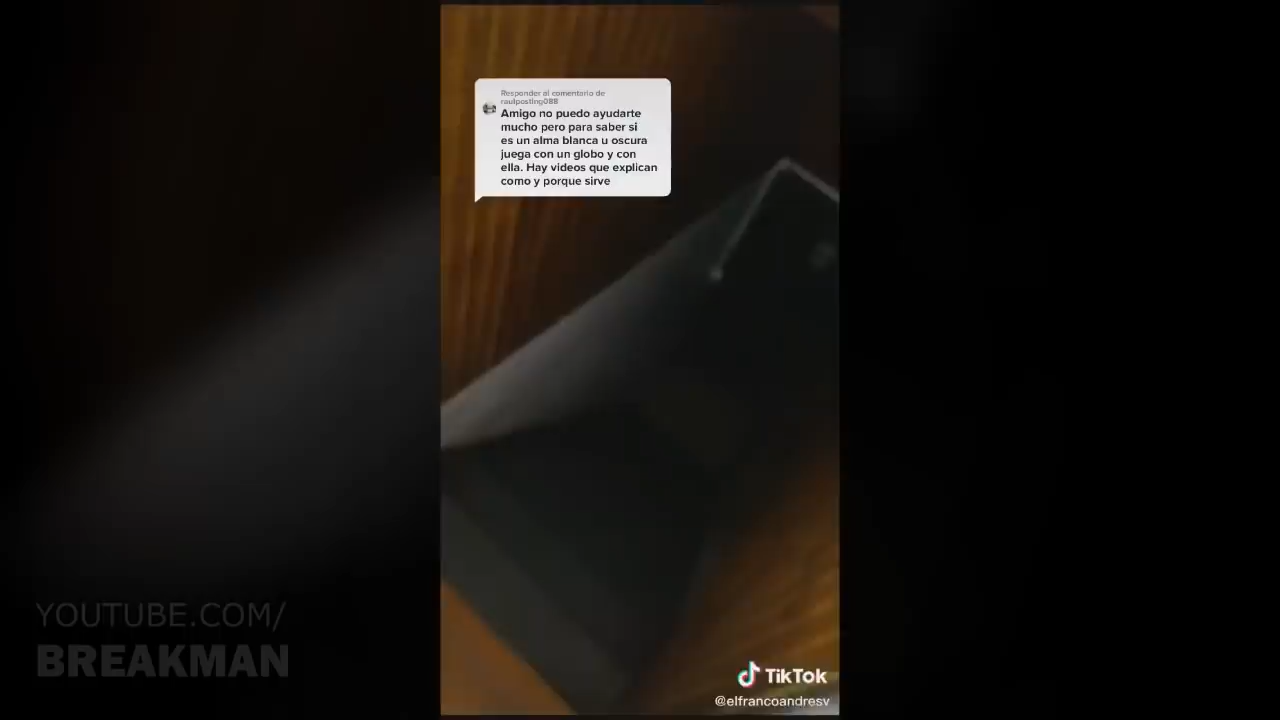 Responder al comentario de
raulposting088
Amigo no puedo ayudarte
mucho pero para saber si
es un alma blanca u oscura
juega con un globo y con
ella. Hay videos que explican
como y porque sirve
YOUTUBE.COM/
BREAKMAN
TikTok
@elfrancoandresv